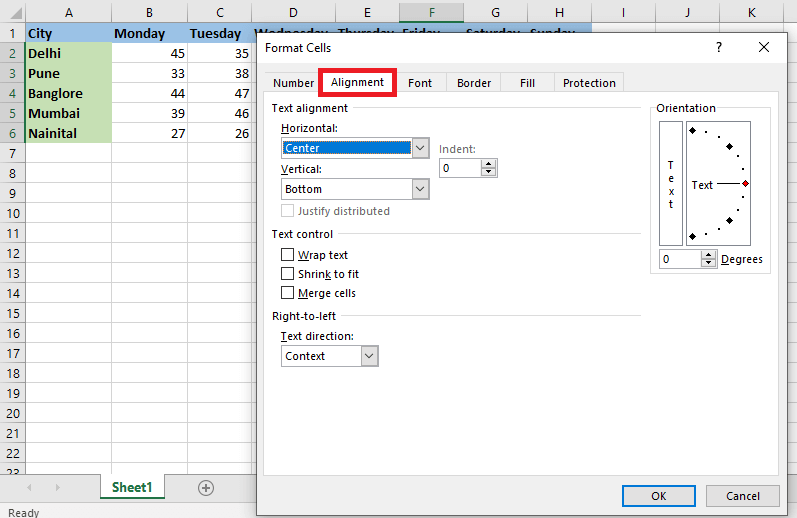 A B C D E F G H I J K
1 City Monday Tuesday Wednesday Thursday Friday Saturday Sunday
2 Delhi 45 35
3 Pune 33 38
4 Banglore 44 47
5 Mumbai 39 46
6 Nainital 27 26
7
8
9
10
11
12
13
14
15
16
17
18
19
20
21
22
23
Sheet1
Ready
Format Cells
Number Alignment Font Border Fill Protection
Text alignment
Horizontal:
Center
Indent:
0
Vertical:
Bottom
Justify distributed
Text control
Wrap text
Shrink to fit
Merge cells
Right-to-left
Text direction:
Context
Orientation
T
e
x
t
Text
0 Degrees
OK Cancel